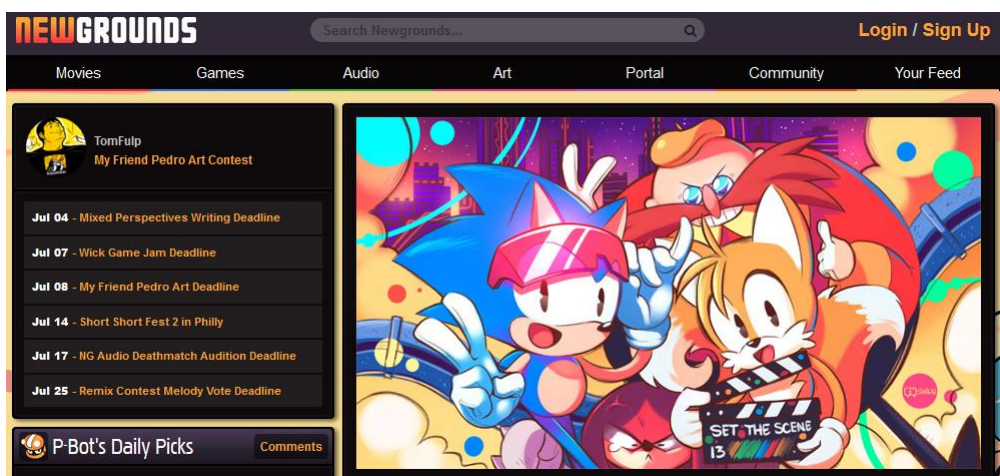 NEWGROUNDS
Search Newgrounds...
Login / Sign Up
Movies
Games
Audio
Art
Portal
Community
Your Feed
TomFulp
My Friend Pedro Art Contest
Jul 04 - Mixed Perspectives Writing Deadline
Jul 07 - Wick Game Jam Deadline
Jul 08 - My Friend Pedro Art Deadline
Jul 14 - Short Short Fest 2 in Philly
Jul 17 - NG Audio Deathmatch Audition Deadline
Jul 25 - Remix Contest Melody Vote Deadline
P-Bot's Daily Picks
Comments
SET THE SCENE
13